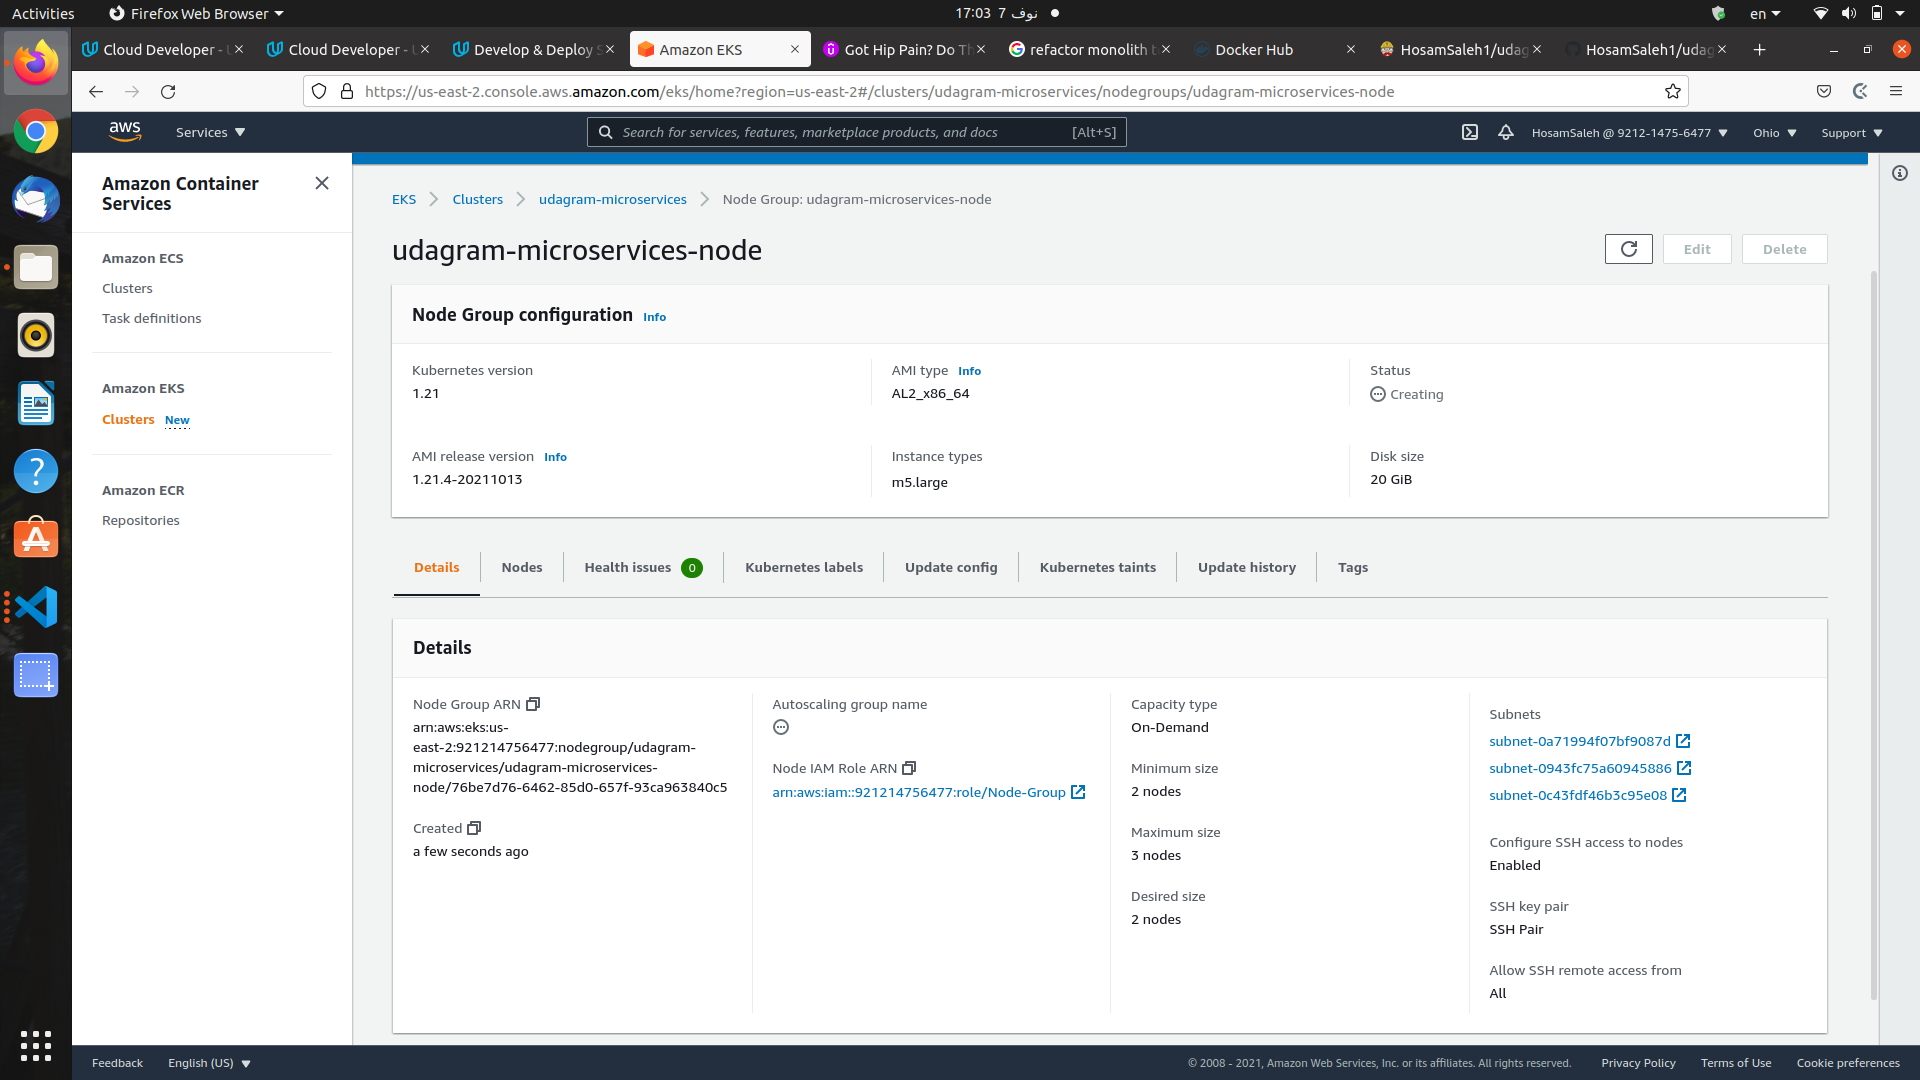 Activities
Firefox Web Browser
17:03 7 نوف
en
Cloud Developer -
Cloud Developer -
Develop & Deploy S
Amazon EKS
Got Hip Pain? Do Th
refactor monolith t
Docker Hub
HosamSaleh1/udag
HosamSaleh1/udag
https://us-east-2.console.aws.amazon.com/eks/home?region=us-east-2#/clusters/udagram-microservices/nodegroups/udagram-microservices-node
aws
Services
Search for services, features, marketplace products, and docs [Alt+S]
HosamSaleh @ 9212-1475-6477
Ohio
Support
Amazon Container
Services
Amazon ECS
Clusters
Task definitions
Amazon EKS
Clusters New
Amazon ECR
Repositories
EKS
Clusters
udagram-microservices
Node Group: udagram-microservices-node
udagram-microservices-node
Edit
Delete
Node Group configuration Info
Kubernetes version
1.21
AMI type Info
AL2_x86_64
Status
Creating
AMI release version Info
1.21.4-20211013
Instance types
m5.large
Disk size
20 GiB
Details
Nodes
Health issues 0
Kubernetes labels
Update config
Kubernetes taints
Update history
Tags
Details
Node Group ARN
arn:aws:eks:us-
east-2:921214756477:nodegroup/udagram-
microservices/udagram-microservices-
node/76be7d76-6462-85d0-657f-93ca963840c5
Created
a few seconds ago
Autoscaling group name
Node IAM Role ARN
arn:aws:iam::921214756477:role/Node-Group
Capacity type
On-Demand
Minimum size
2 nodes
Maximum size
3 nodes
Desired size
2 nodes
Subnets
subnet-0a71994f07bf9087d
subnet-0943fc75a60945886
subnet-0c43fdf46b3c95e08
Configure SSH access to nodes
Enabled
SSH key pair
SSH Pair
Allow SSH remote access from
All
Feedback
English (US)
© 2008 - 2021, Amazon Web Services, Inc. or its affiliates. All rights reserved.
Privacy Policy
Terms of Use
Cookie preferences